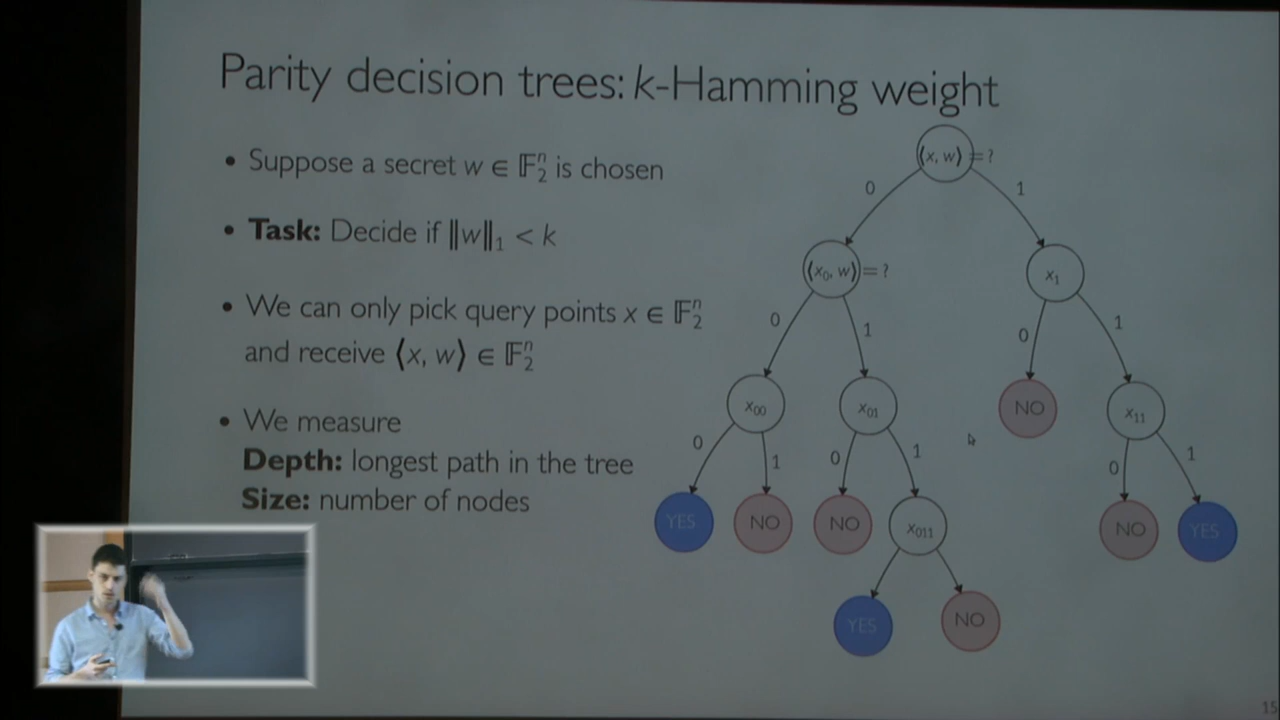 Parity decision trees: k-Hamming weight
• Suppose a secret w ∈ 𝔽₂ⁿ is chosen
• Task: Decide if ‖w‖₁ < k
• We can only pick query points x ∈ 𝔽₂ⁿ
and receive ⟨x, w⟩ ∈ 𝔽₂ⁿ
• We measure
Depth: longest path in the tree
Size: number of nodes
⟨x, w⟩ = ?
0 1
⟨x₀, w⟩ = ? x₁
0 1 0 1
x₀₀ x₀₁ NO x₁₁
0 1 0 1 0 1
YES NO NO x₀₁₁ NO YES
YES NO
15